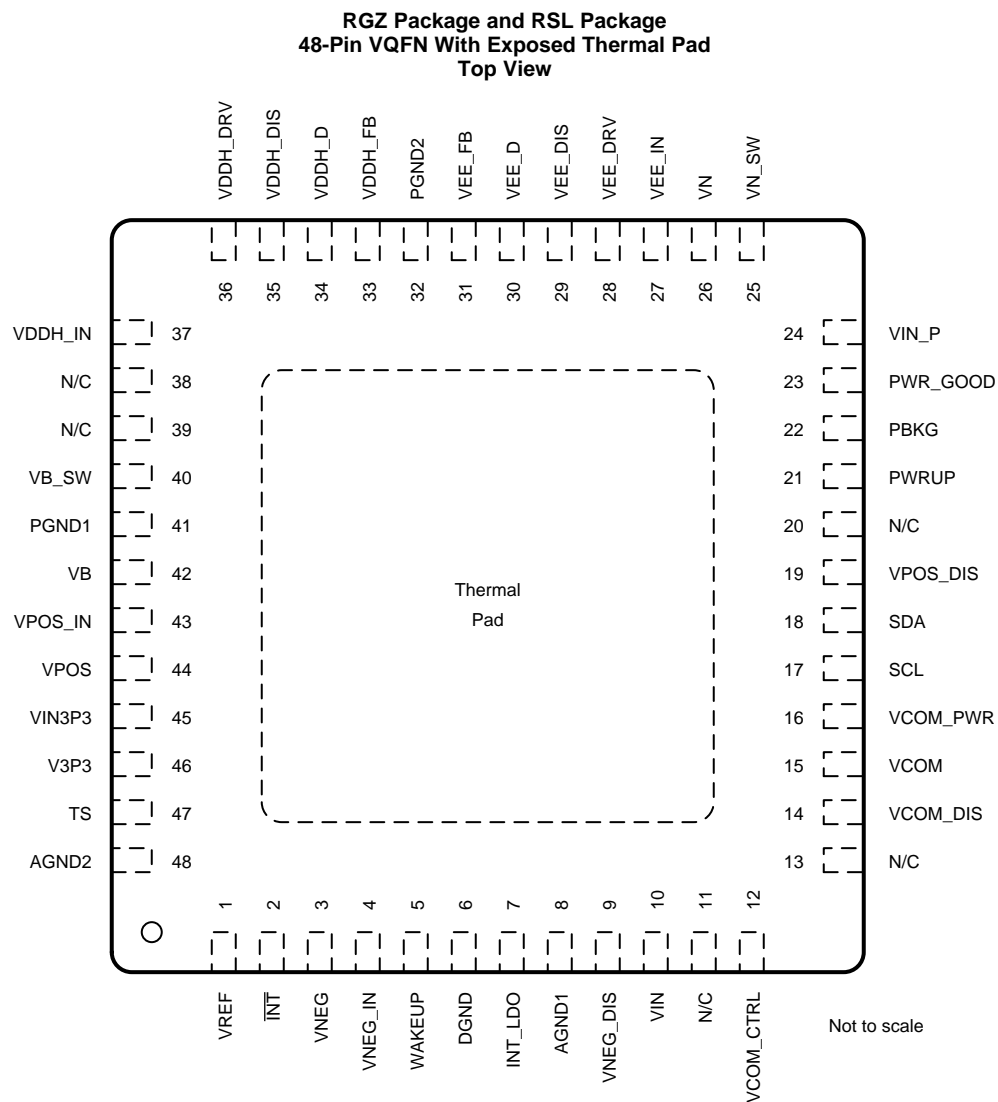 RGZ Package and RSL Package
48-Pin VQFN With Exposed Thermal Pad
Top View
VDDH_DRV
VDDH_DIS
VDDH_D
VDDH_FB
PGND2
VEE_FB
VEE_D
VEE_DIS
VEE_DRV
VEE_IN
VN
VN_SW
36
35
34
33
32
31
30
29
28
27
26
25
VDDH_IN 37
N/C 38
N/C 39
VB_SW 40
PGND1 41
VB 42
VPOS_IN 43
VPOS 44
VIN3P3 45
V3P3 46
TS 47
AGND2 48
Thermal
Pad
24 VIN_P
23 PWR_GOOD
22 PBKG
21 PWRUP
20 N/C
19 VPOS_DIS
18 SDA
17 SCL
16 VCOM_PWR
15 VCOM
14 VCOM_DIS
13 N/C
1
2
3
4
5
6
7
8
9
10
11
12
VREF
INT
VNEG
VNEG_IN
WAKEUP
DGND
INT_LDO
AGND1
VNEG_DIS
VIN
N/C
VCOM_CTRL
Not to scale